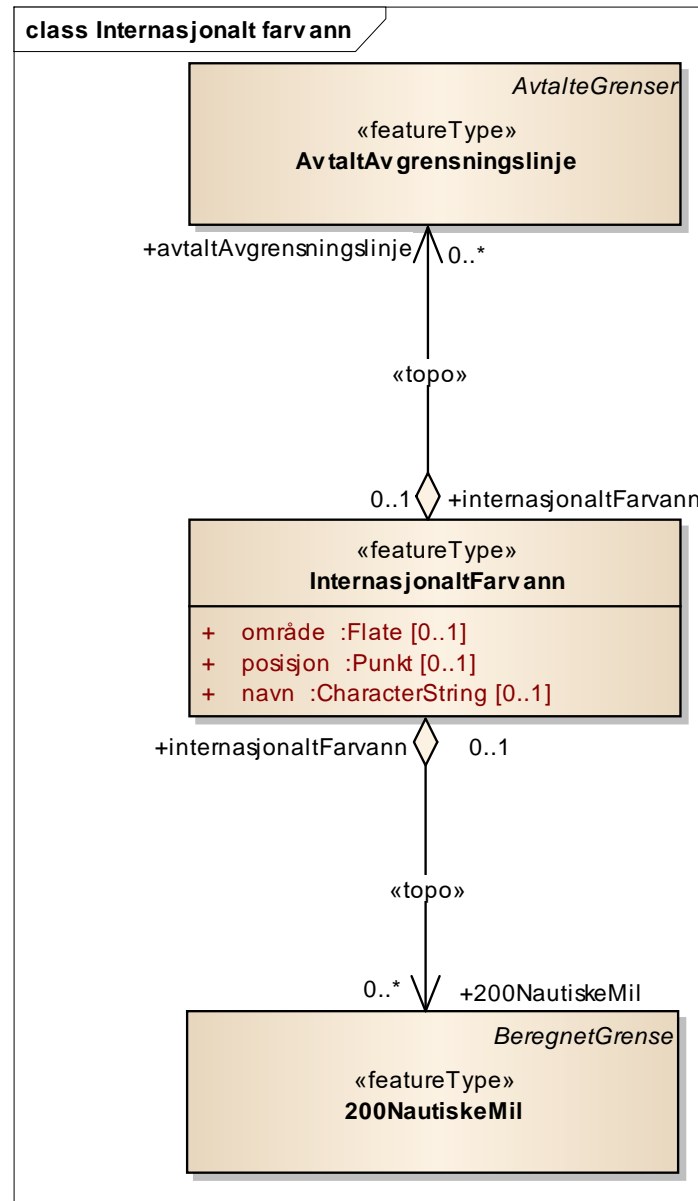 class Internasjonalt farvann
AvtalteGrenser
«featureType»
AvtaltAvgrensningslinje
+avtaltAvgrensningslinje
0..*
«topo»
0..1
+internasjonaltFarvann
«featureType»
InternasjonaltFarvann
+ område :Flate [0..1]
+ posisjon :Punkt [0..1]
+ navn :CharacterString [0..1]
+internasjonaltFarvann
0..1
«topo»
0..*
+200NautiskeMil
BeregnetGrense
«featureType»
200NautiskeMil